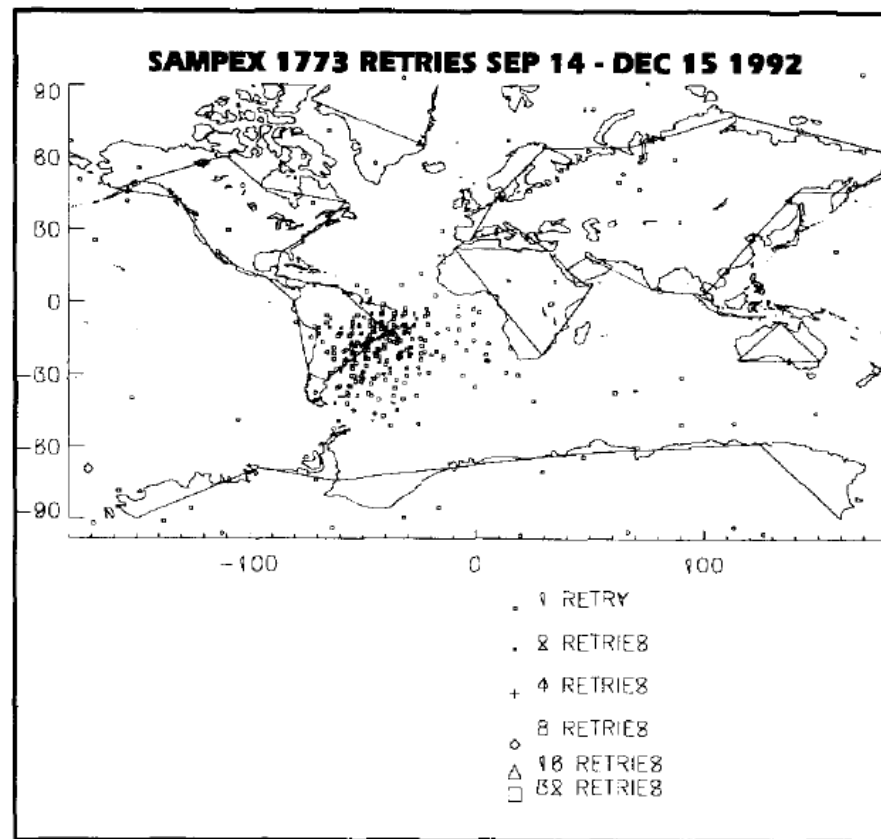 SAMPEX 1773 RETRIES SEP 14 - DEC 15 1992
90
60
30
0
-30
-60
-90
-100 0 100
1 RETRY
2 RETRIES
4 RETRIES
8 RETRIES
16 RETRIES
32 RETRIES